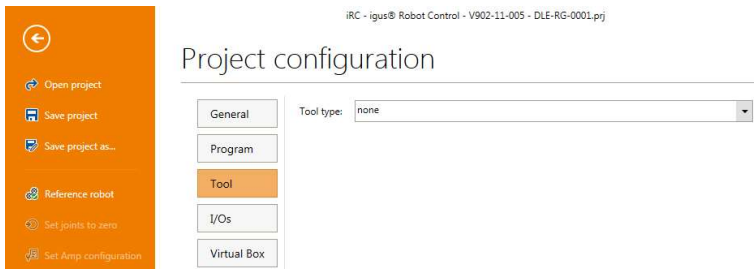 iRC - igus® Robot Control - V902-11-005 - DLE-RG-0001.prj
Project configuration
Open project
Save project
Save project as...
Reference robot
Set joints to zero
Set Amp configuration
General
Program
Tool
I/Os
Virtual Box
Tool type: none